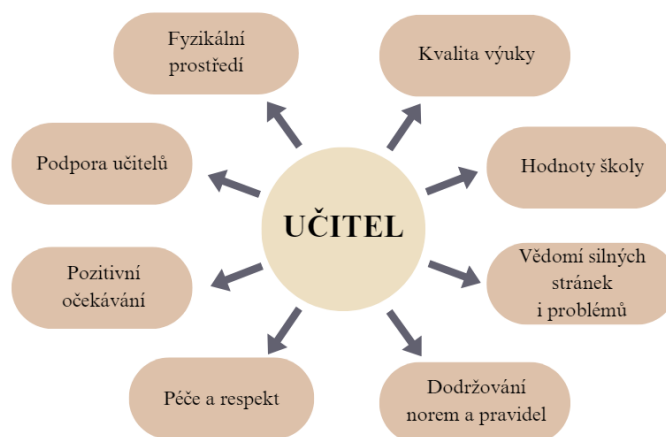 Fyzikální
prostředí
Kvalita výuky
Podpora učitelů
Hodnoty školy
UČITEL
Pozitivní
očekávání
Vědomí silných
stránek
i problémů
Péče a respekt
Dodržování
norem a pravidel